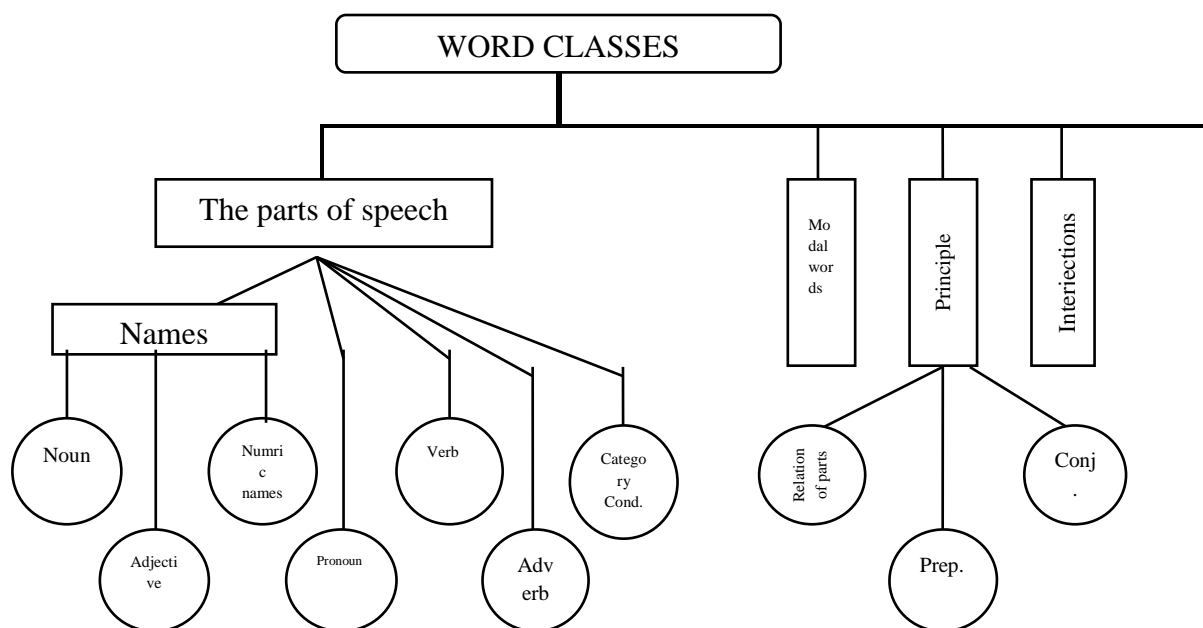 WORD CLASSES
The parts of speech
Mo
dal
wor
ds
Principle
Interiections
Names
Noun
Numri
c
names
Verb
Catego
ry
Cond.
Relation
of parts
Conj
.
Adjecti
ve
Pronoun
Adv
erb
Prep.